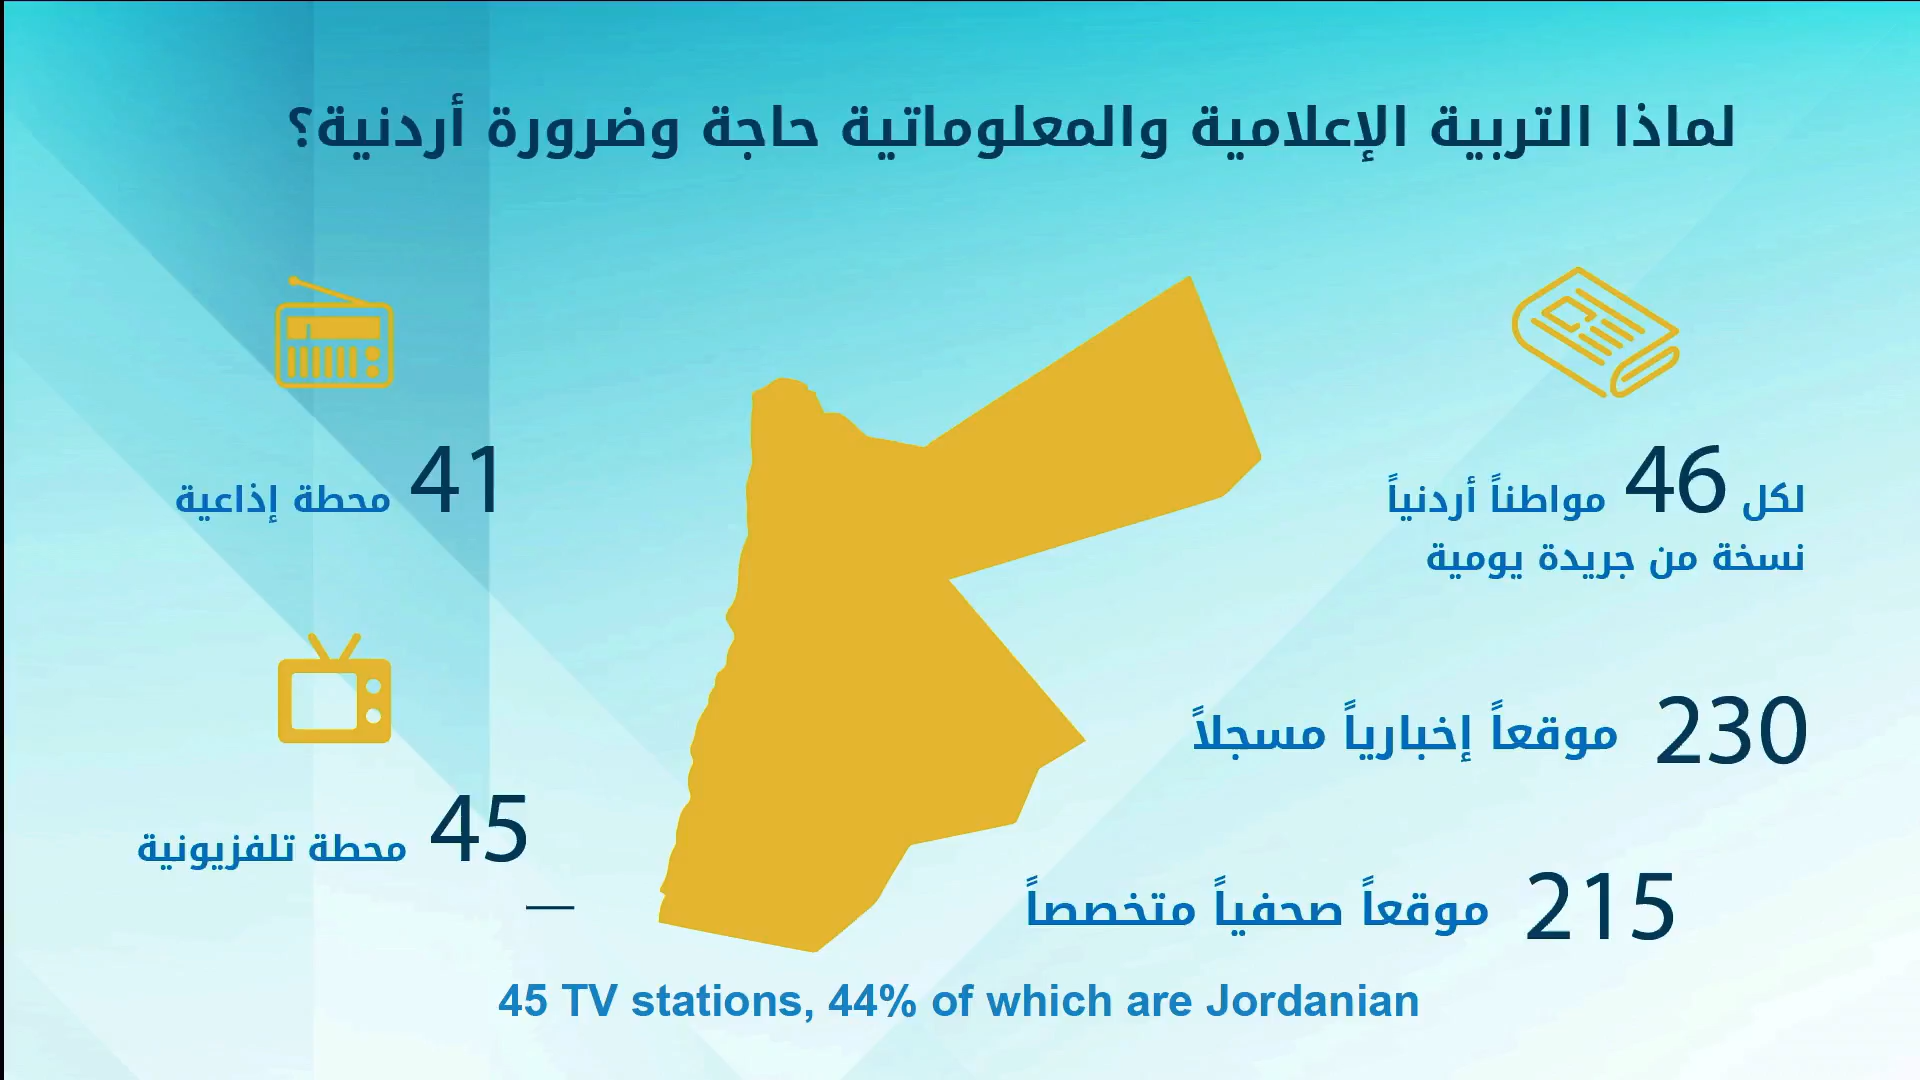 لماذا التربية الإعلامية والمعلوماتية حاجة وضرورة أردنية؟
لكل 46 مواطناً أردنياً
نسخة من جريدة يومية
230 موقعاً إخبارياً مسجلاً
215 موقعاً صحفياً متخصصاً
41 محطة إذاعية
45 محطة تلفزيونية
45 TV stations, 44% of which are Jordanian